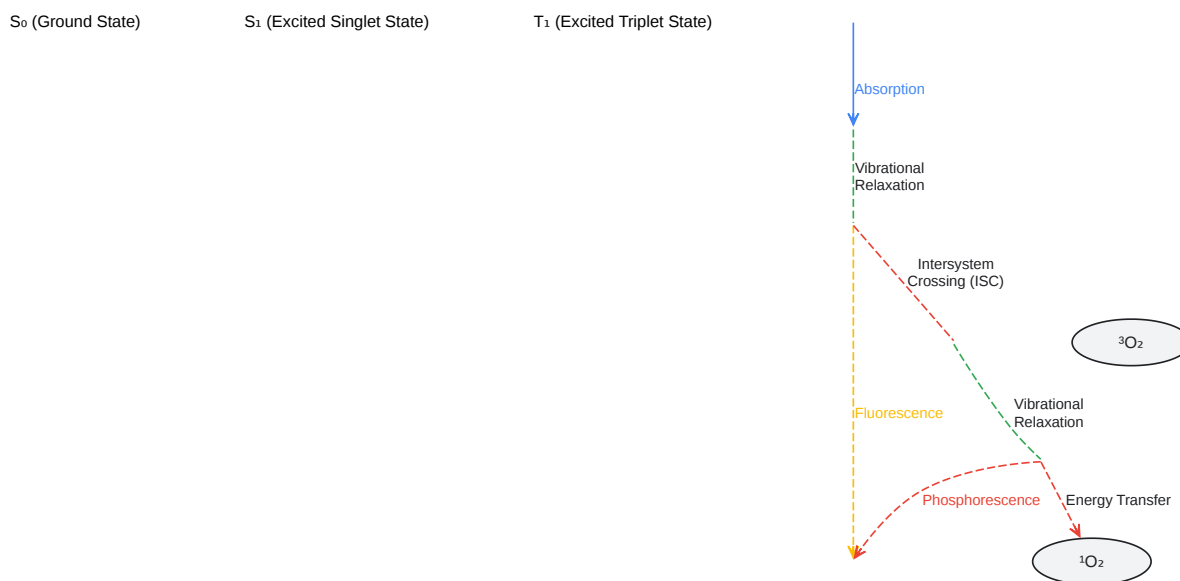 S₀ (Ground State)
S₁ (Excited Singlet State)
T₁ (Excited Triplet State)
Absorption
Vibrational
Relaxation
Intersystem
Crossing (ISC)
³O₂
Fluorescence
Vibrational
Relaxation
Phosphorescence
Energy Transfer
¹O₂